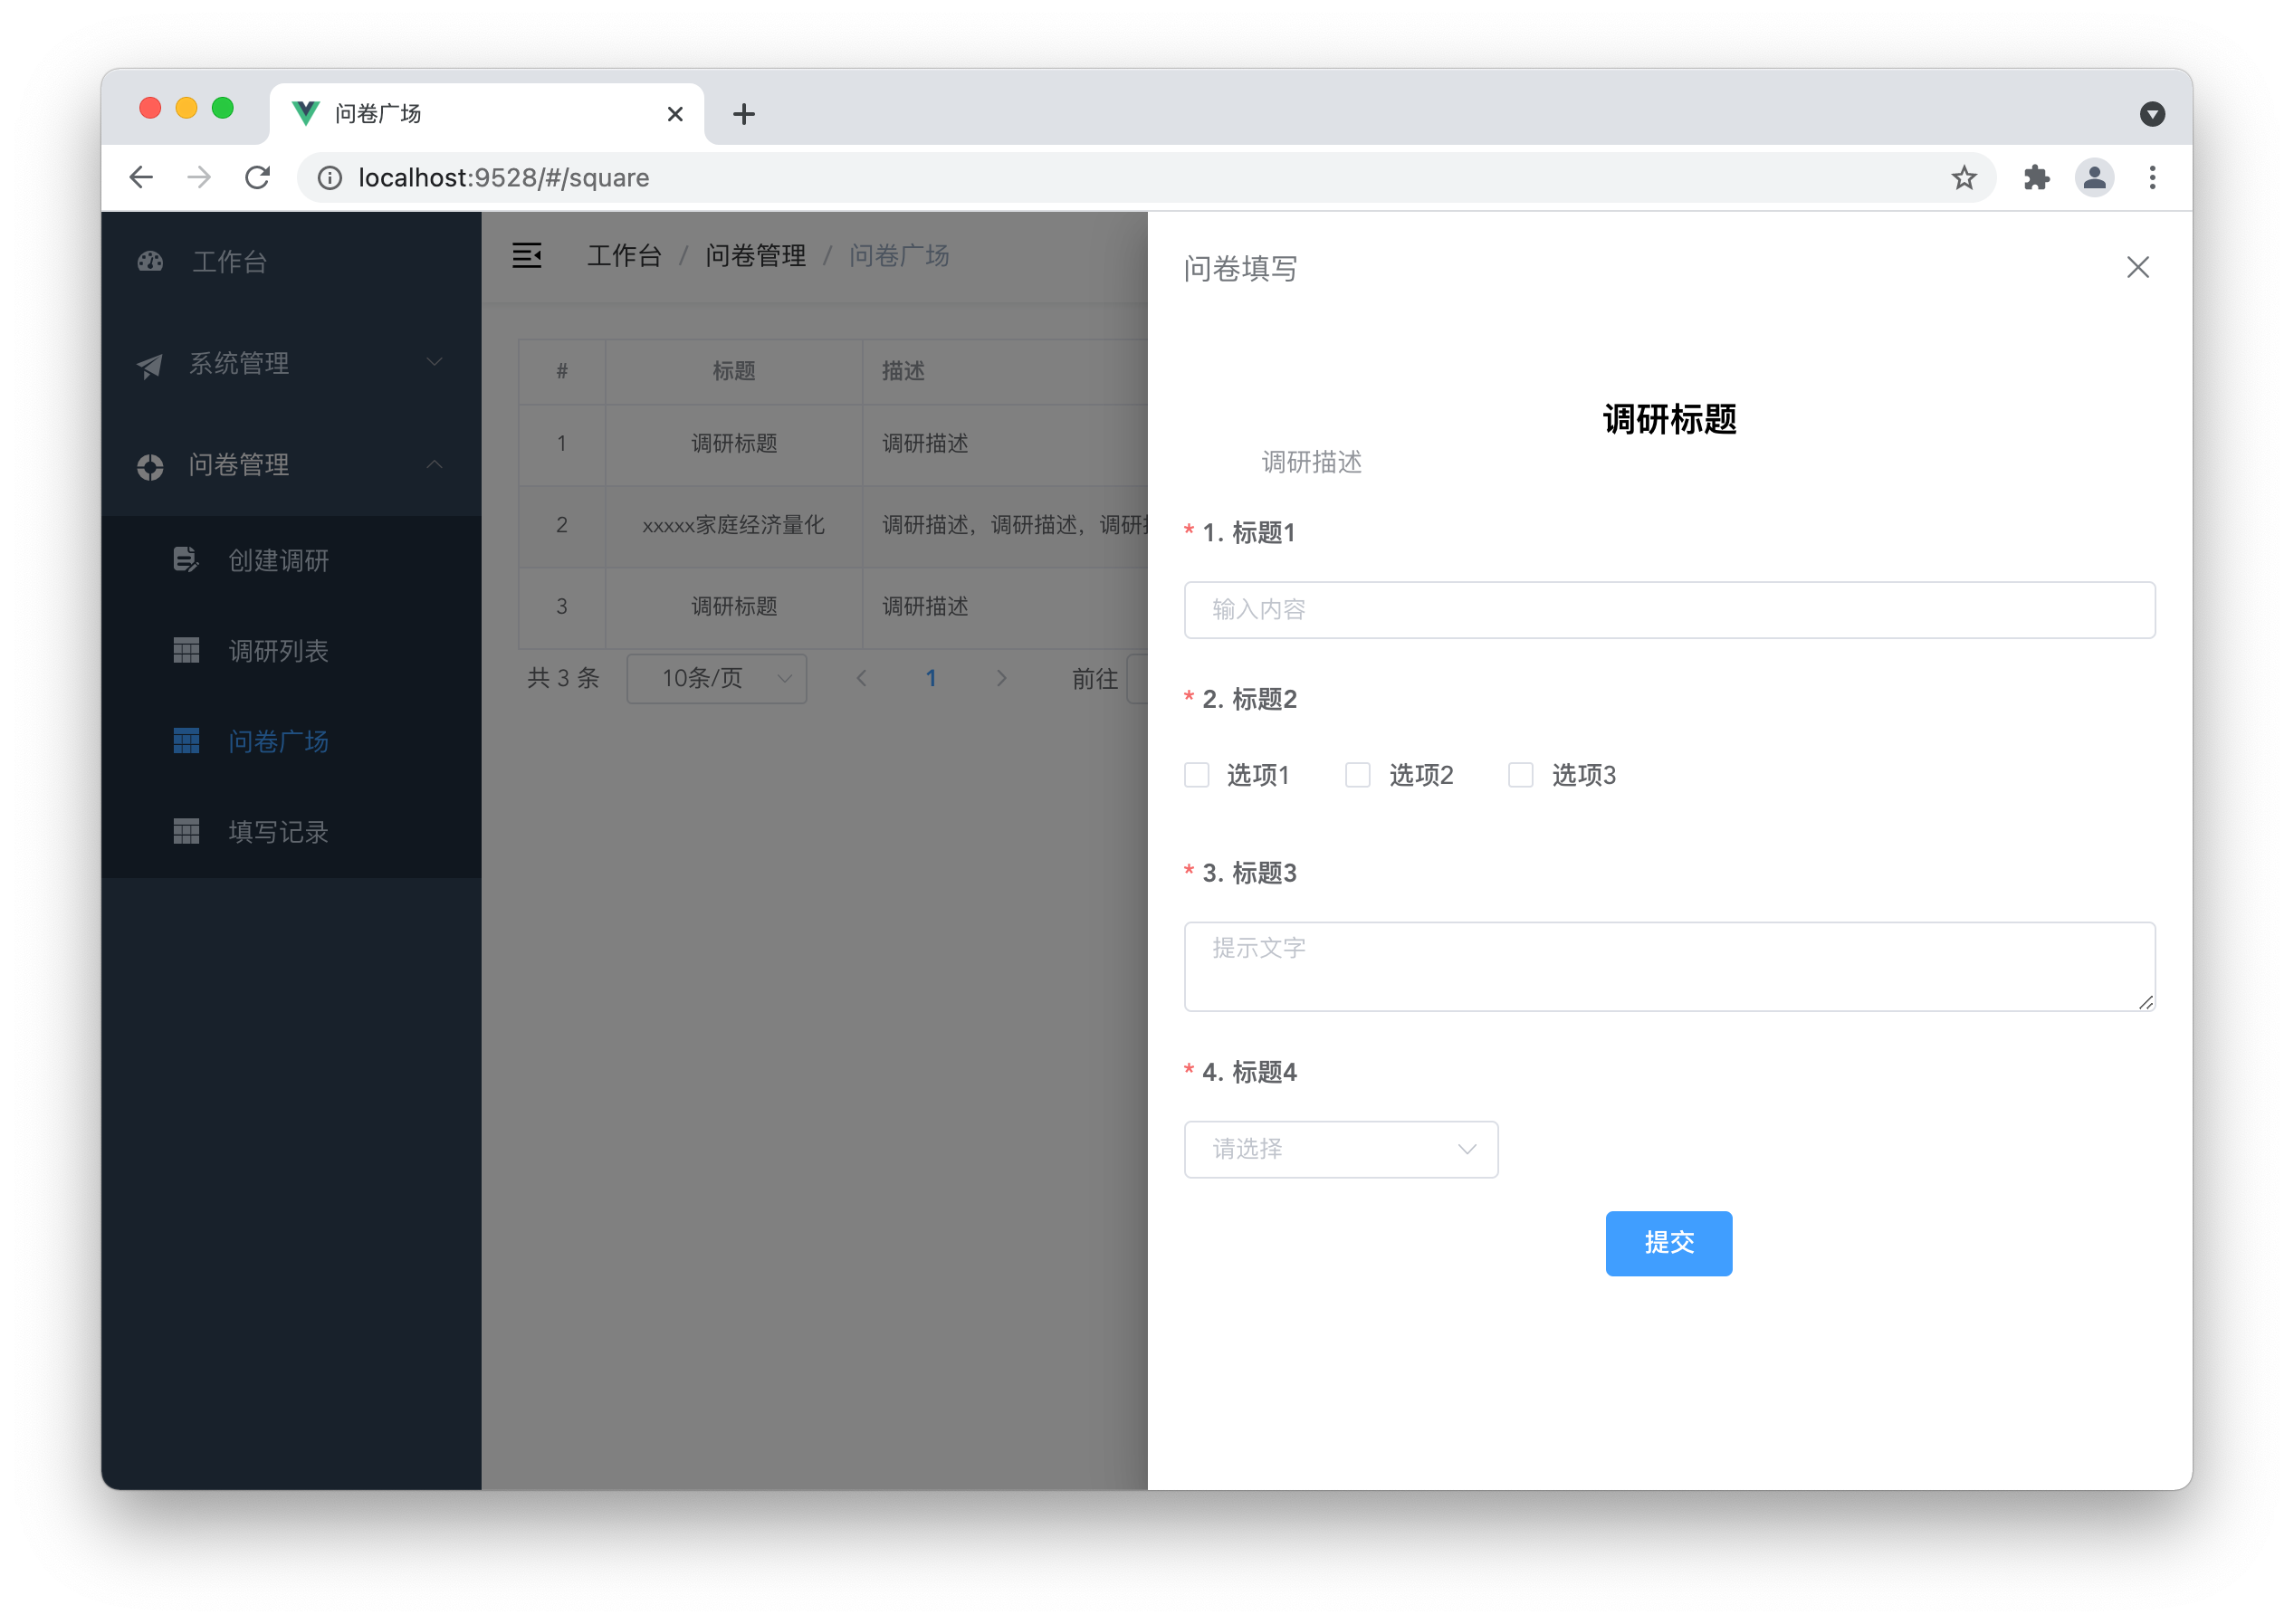 问卷广场
localhost:9528/#/square
工作台
系统管理
问卷管理
创建调研
调研列表
问卷广场
填写记录
工作台 / 问卷管理 / 问卷广场
# 标题 描述
1 调研标题 调研描述
2 xxxxx家庭经济量化 调研描述，调研描述，调研
3 调研标题 调研描述
共 3 条 10条/页 1 前往
问卷填写
调研标题
调研描述
* 1. 标题1
输入内容
* 2. 标题2
选项1 选项2 选项3
* 3. 标题3
提示文字
* 4. 标题4
请选择
提交